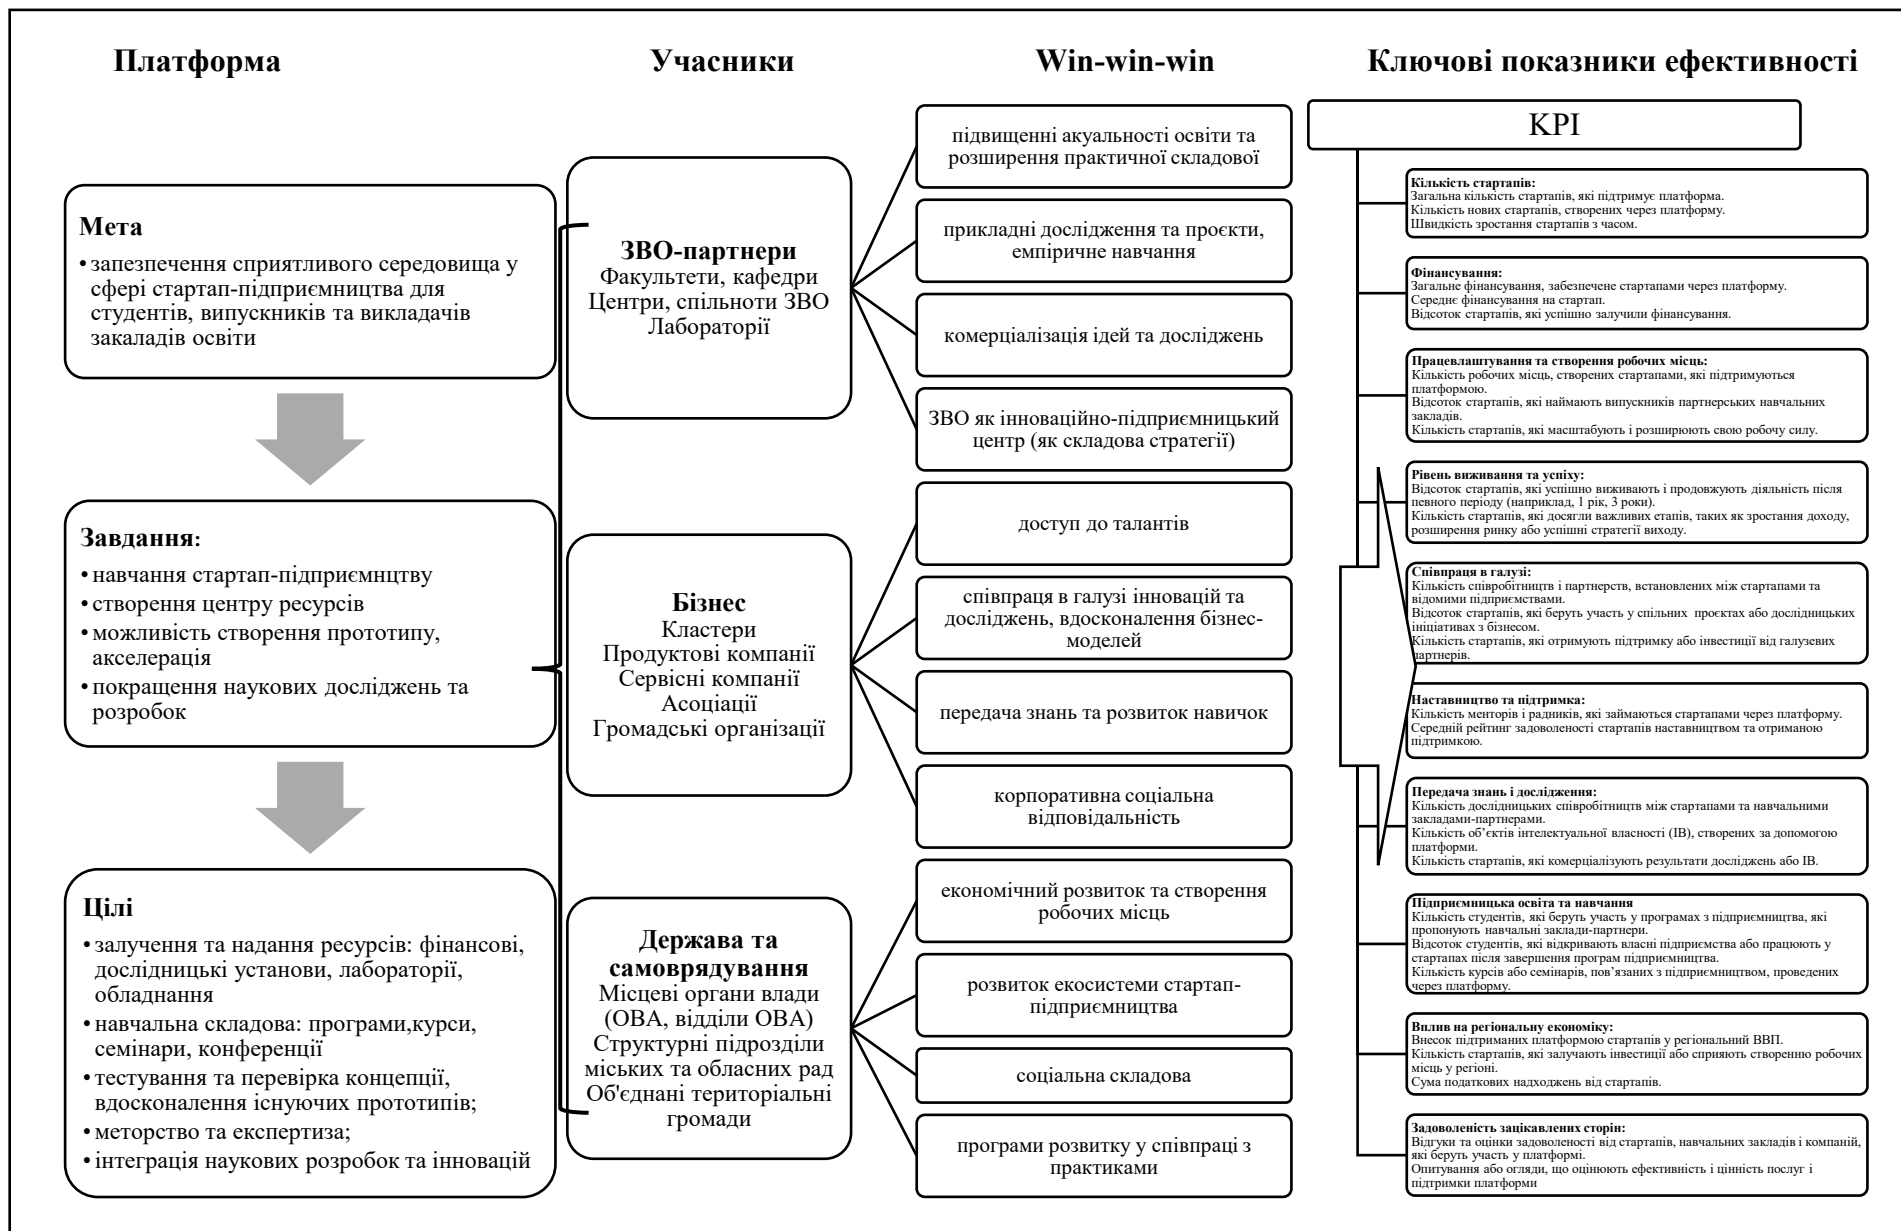 Платформа
Учасники
Win-win-win
Ключові показники ефективності
Мета
• запезпечення сприятливого середовища у
сфері стартап-підприємництва для
студентів, випускників та викладачів
закаладів освіти
Завдання:
• навчання стартап-підприємнцтву
• створення центру ресурсів
• можливість створення прототипу,
акселерація
• покращення наукових досліджень та
розробок
Цілі
• залучення та надання ресурсів: фінансові,
дослідницькі установи, лабораторії,
обладнання
• навчальна складова: програми,курси,
семінари, конференції
• тестування та перевірка концепції,
вдосконалення існуючих прототипів;
• меторство та експертиза;
• інтеграція наукових розробок та інновацій
ЗВО-партнери
Факультети, кафедри
Центри, спільноти ЗВО
Лабораторії
Бізнес
Кластери
Продуктові компанії
Сервісні компанії
Асоціації
Громадські організації
Держава та
самоврядування
Місцеві органи влади
(ОВА, відділи ОВА)
Структурні підрозділи
міських та обласних рад
Об'єднані територіальні
громади
підвищенні акуальності освіти та
розширення практичної складової
прикладні дослідження та проєкти,
емпіричне навчання
комерціалізація ідей та досліджень
ЗВО як інноваційно-підприємницький
центр (як складова стратегії)
доступ до талантів
співпраця в галузі інновацій та
досліджень, вдосконалення бізнес-
моделей
передача знань та розвиток навичок
корпоративна соціальна
відповідальність
економічний розвиток та створення
робочих місць
розвиток екосистеми стартап-
підприємництва
соціальна складова
програми розвитку у співпраці з
практиками
KPI
Кількість стартапів:
Загальна кількість стартапів, які підтримує платформа.
Кількість нових стартапів, створених через платформу.
Швидкість зростання стартапів з часом.
Фінансування:
Загальне фінансування, забезпечене стартапами через платформу.
Середнє фінансування на стартап.
Відсоток стартапів, які успішно залучили фінансування.
Працевлаштування та створення робочих місць:
Кількість робочих місць, створених стартапами, які підтримуються
платформою.
Відсоток стартапів, які наймають випускників партнерських навчальних
закладів.
Кількість стартапів, які масштабують і розширюють свою робочу силу.
Рівень виживання та успіху:
Відсоток стартапів, які успішно виживають і продовжують діяльність після
певного періоду (наприклад, 1 рік, 3 роки).
Кількість стартапів, які досягли важливих етапів, таких як зростання доходу,
розширення ринку або успішні стратегії виходу.
Співпраця в галузі:
Кількість співробітництв і партнерств, встановлених між стартапами та
відомими підприємствами.
Відсоток стартапів, які беруть участь у спільних проєктах або дослідницьких
ініціативах з бізнесом.
Кількість стартапів, які отримують підтримку або інвестиції від галузевих
партнерів.
Наставництво та підтримка:
Кількість менторів і радників, які займаються стартапами через платформу.
Середній рейтинг задоволеності стартапів наставництвом та отриманою
підтримкою.
Передача знань і дослідження:
Кількість дослідницьких співробітництв між стартапами та навчальними
закладами-партнерами.
Кількість об’єктів інтелектуальної власності (ІВ), створених за допомогою
платформи.
Кількість стартапів, які комерціалізують результати досліджень або ІВ.
Підприємницька освіта та навчання
Кількість студентів, які беруть участь у програмах з підприємництва, які
пропонують навчальні заклади-партнери.
Відсоток студентів, які відкривають власні підприємства або працюють у
стартапах після завершення програм підприємництва.
Кількість курсів або семінарів, пов’язаних з підприємництвом, проведених
через платформу.
Вплив на регіональну економіку:
Внесок підтриманих платформою стартапів у регіональний ВВП.
Кількість стартапів, які залучають інвестиції або сприяють створенню робочих
місць у регіоні.
Сума податкових надходжень від стартапів.
Задоволеність зацікавлених сторін:
Відгуки та оцінки задоволеності від стартапів, навчальних закладів і компаній,
які беруть участь у платформі.
Опитування або огляди, що оцінюють ефективність і цінність послуг і
підтримки платформи